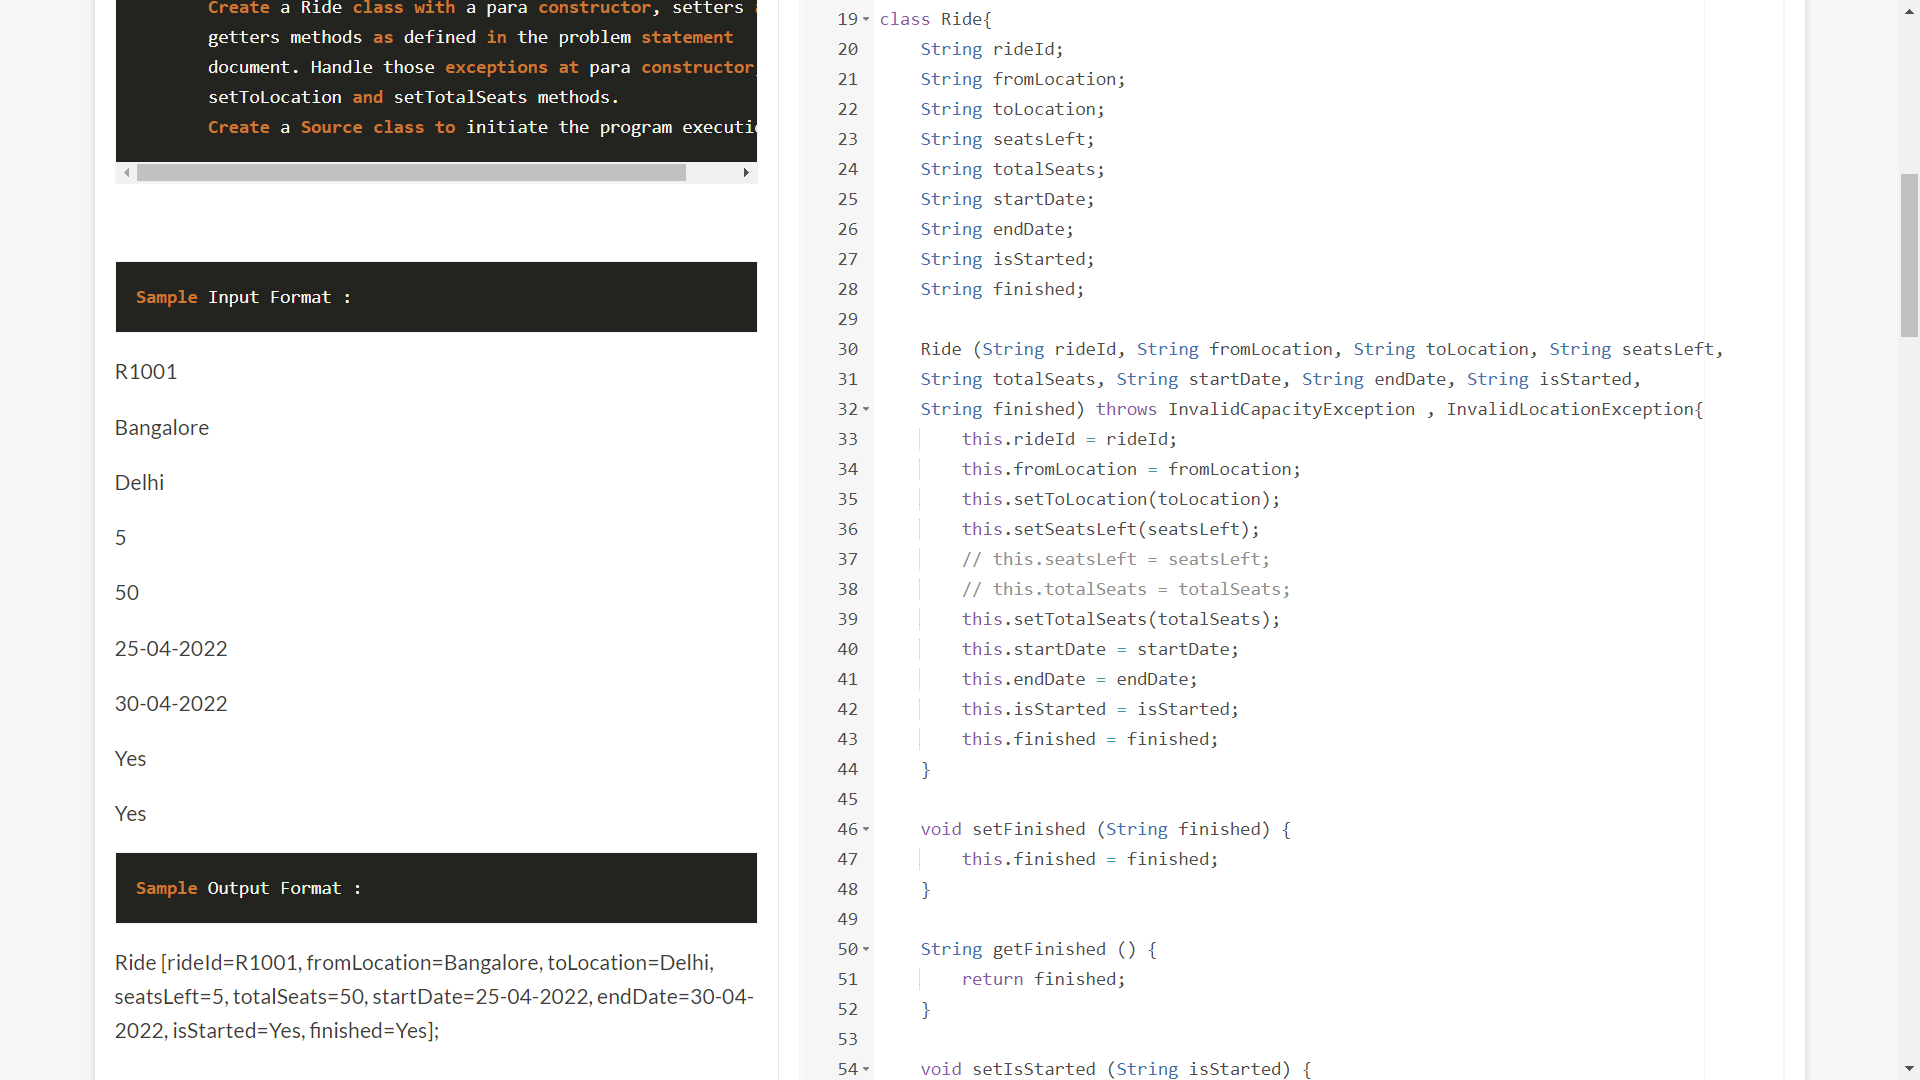 Create a Ride class with a para constructor, setters
getters methods as defined in the problem statement
document. Handle those exceptions at para constructor,
setToLocation and setTotalSeats methods.
Create a Source class to initiate the program
Sample Input Format :
R1001
Bangalore
Delhi
5
50
25-04-2022
30-04-2022
Yes
Yes
Sample Output Format :
Ride [rideId=R1001, fromLocation=Bangalore, toLocation=Delhi,
seatsLeft=5, totalSeats=50, startDate=25-04-2022, endDate=30-04-
2022, isStarted=Yes, finished=Yes];
19 class Ride{
20 String rideId;
21 String fromLocation;
22 String toLocation;
23 String seatsLeft;
24 String totalSeats;
25 String startDate;
26 String endDate;
27 String isStarted;
28 String finished;
29
30 Ride (String rideId, String fromLocation, String toLocation, String seatsLeft,
31 String totalSeats, String startDate, String endDate, String isStarted,
32 String finished) throws InvalidCapacityException , InvalidLocationException{
33 this.rideId = rideId;
34 this.fromLocation = fromLocation;
35 this.setToLocation(toLocation);
36 this.setSeatsLeft(seatsLeft);
37 // this.seatsLeft = seatsLeft;
38 // this.totalSeats = totalSeats;
39 this.setTotalSeats(totalSeats);
40 this.startDate = startDate;
41 this.endDate = endDate;
42 this.isStarted = isStarted;
43 this.finished = finished;
44 }
45
46 void setFinished (String finished) {
47 this.finished = finished;
48 }
49
50 String getFinished () {
51 return finished;
52 }
53
54 void setIsStarted (String isStarted) {